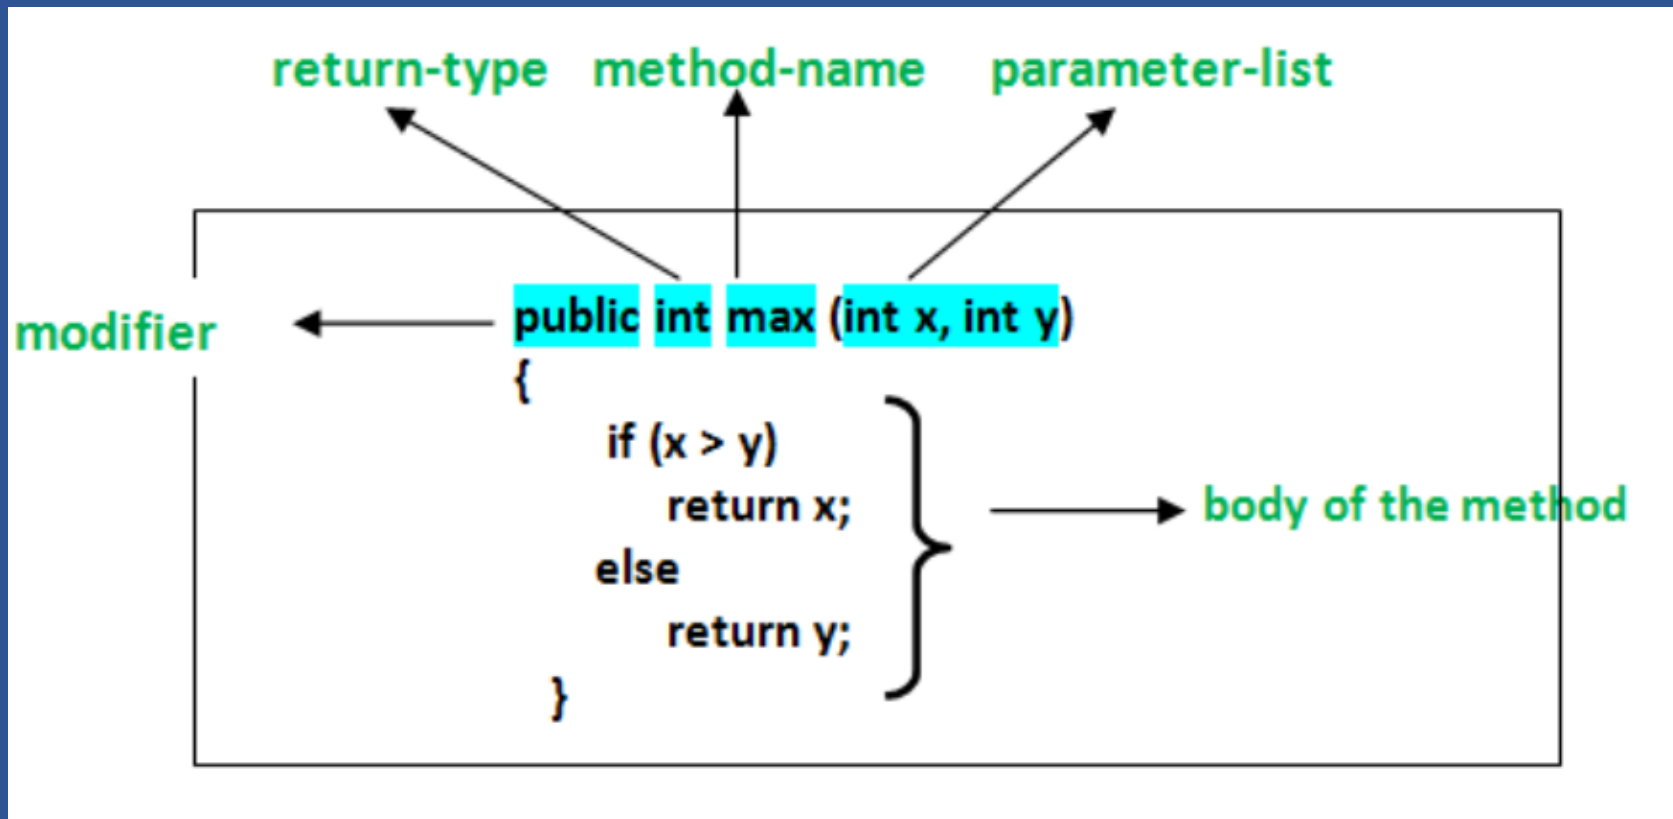 return-type method-name parameter-list
modifier
public int max (int x, int y)
{
if (x > y)
return x;
else
return y;
}
body of the method